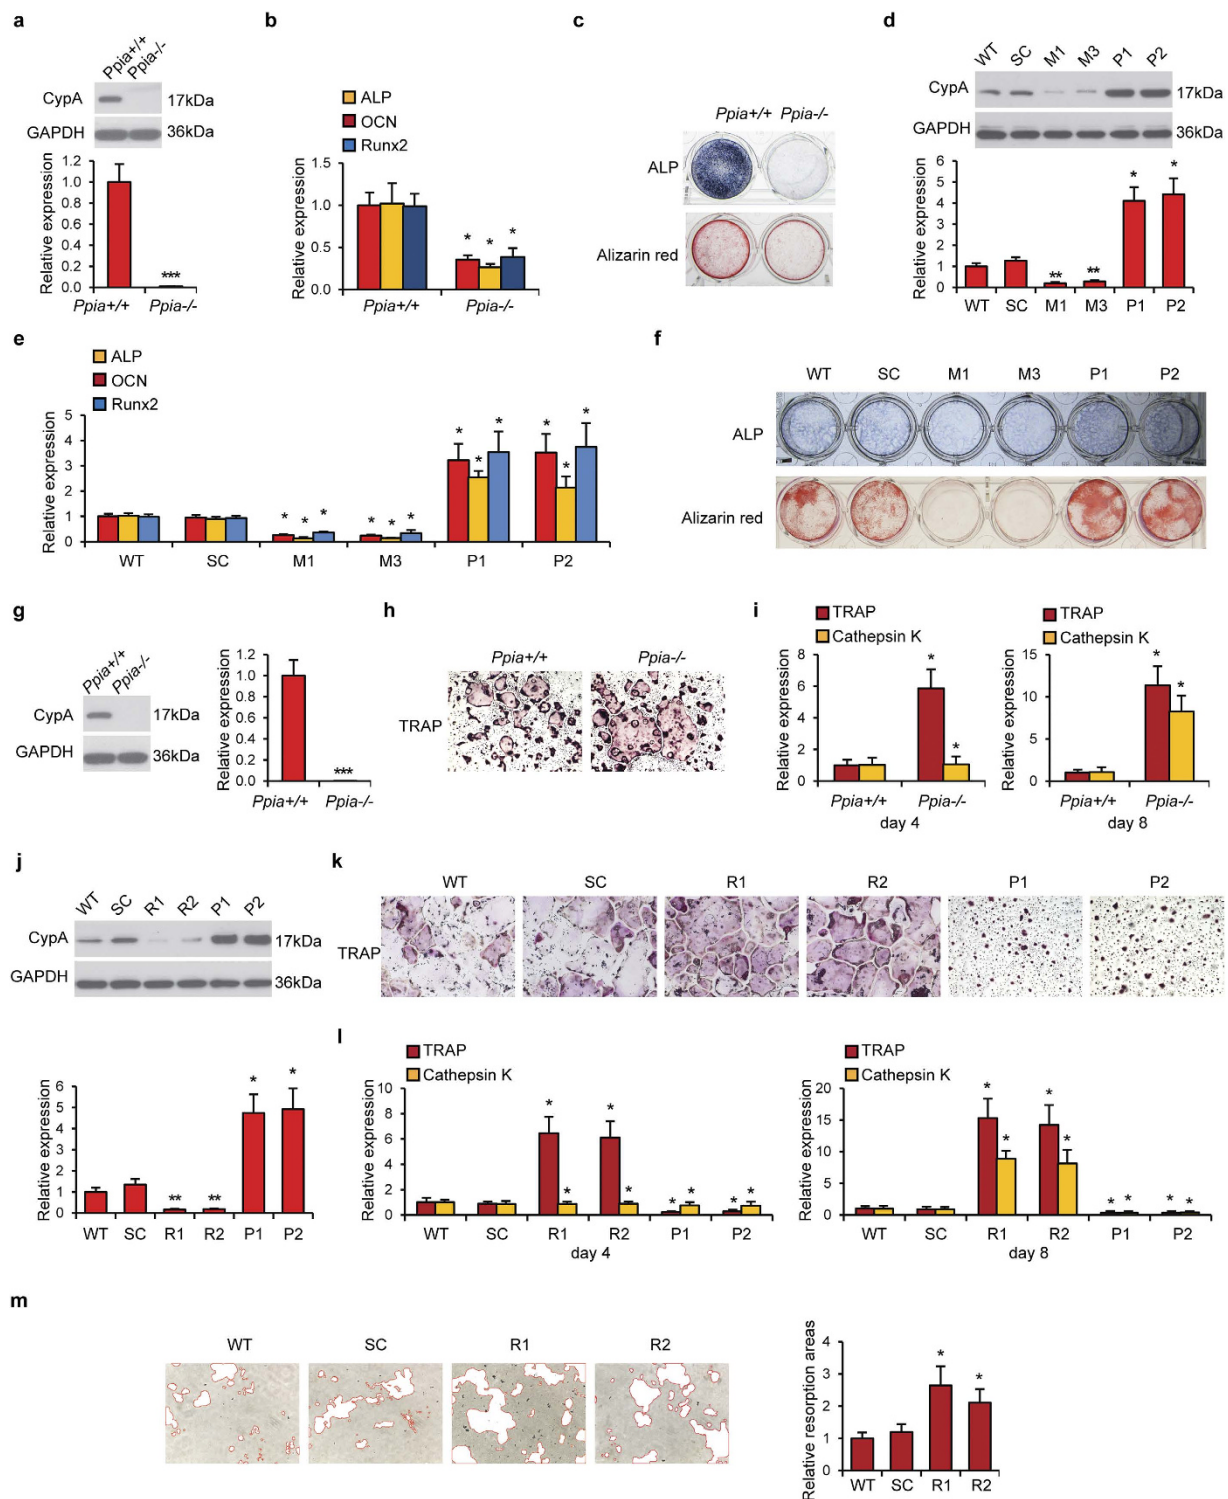 a
Ppia+/+ Ppia-/-
CypA 17kDa
GAPDH 36kDa
Relative expression
1.2
1.0
0.8
0.6
0.4
0.2
0.0
***
Ppia+/+ Ppia-/-
b
ALP
OCN
Runx2
Relative expression
1.5
1.0
0.5
0.0
* * *
Ppia+/+ Ppia-/-
c
Ppia+/+ Ppia-/-
ALP
Alizarin red
d
WT SC M1 M3 P1 P2
CypA 17kDa
GAPDH 36kDa
Relative expression
6
5
4
3
2
1
0
** ** * *
WT SC M1 M3 P1 P2
e
ALP
OCN
Runx2
Relative expression
5
4
3
2
1
0
* * * * * * * * * * * *
WT SC M1 M3 P1 P2
f
WT SC M1 M3 P1 P2
ALP
Alizarin red
g
Ppia+/+ Ppia-/-
CypA 17kDa
GAPDH 36kDa
Relative expression
1.2
1.0
0.8
0.6
0.4
0.2
0.0
***
Ppia+/+ Ppia-/-
h
Ppia+/+ Ppia-/-
TRAP
i
TRAP
Cathepsin K
Relative expression
8
6
4
2
0
* *
Ppia+/+ Ppia-/-
day 4
TRAP
Cathepsin K
Relative expression
15
10
5
0
* *
Ppia+/+ Ppia-/-
day 8
j
WT SC R1 R2 P1 P2
CypA 17kDa
GAPDH 36kDa
Relative expression
6
5
4
3
2
1
0
** ** * *
WT SC R1 R2 P1 P2
k
WT SC R1 R2 P1 P2
TRAP
l
TRAP
Cathepsin K
Relative expression
10
8
6
4
2
0
* * * * * * * *
WT SC R1 R2 P1 P2
day 4
TRAP
Cathepsin K
Relative expression
20
15
10
5
0
* * * * * * * *
WT SC R1 R2 P1 P2
day 8
m
WT SC R1 R2
Relative resorption areas
4
3
2
1
0
* *
WT SC R1 R2